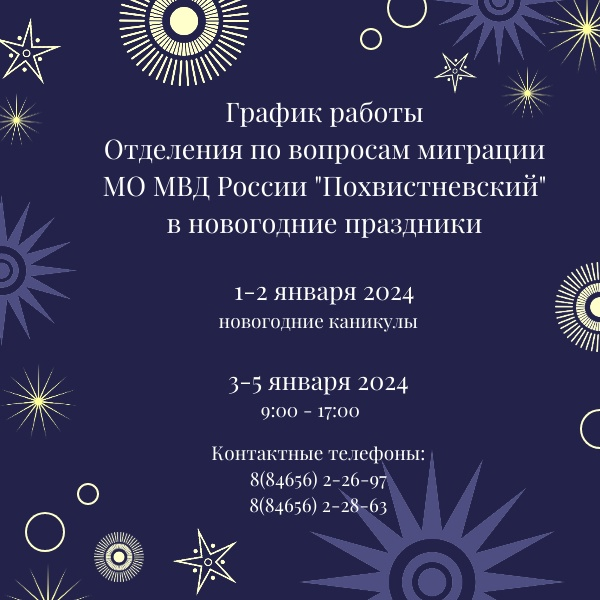 График работы
Отделения по вопросам миграции
МО МВД России "Похвистневский"
в новогодние праздники
1-2 января 2024
новогодние каникулы
3-5 января 2024
9:00 - 17:00
Контактные телефоны:
8(84656) 2-26-97
8(84656) 2-28-63